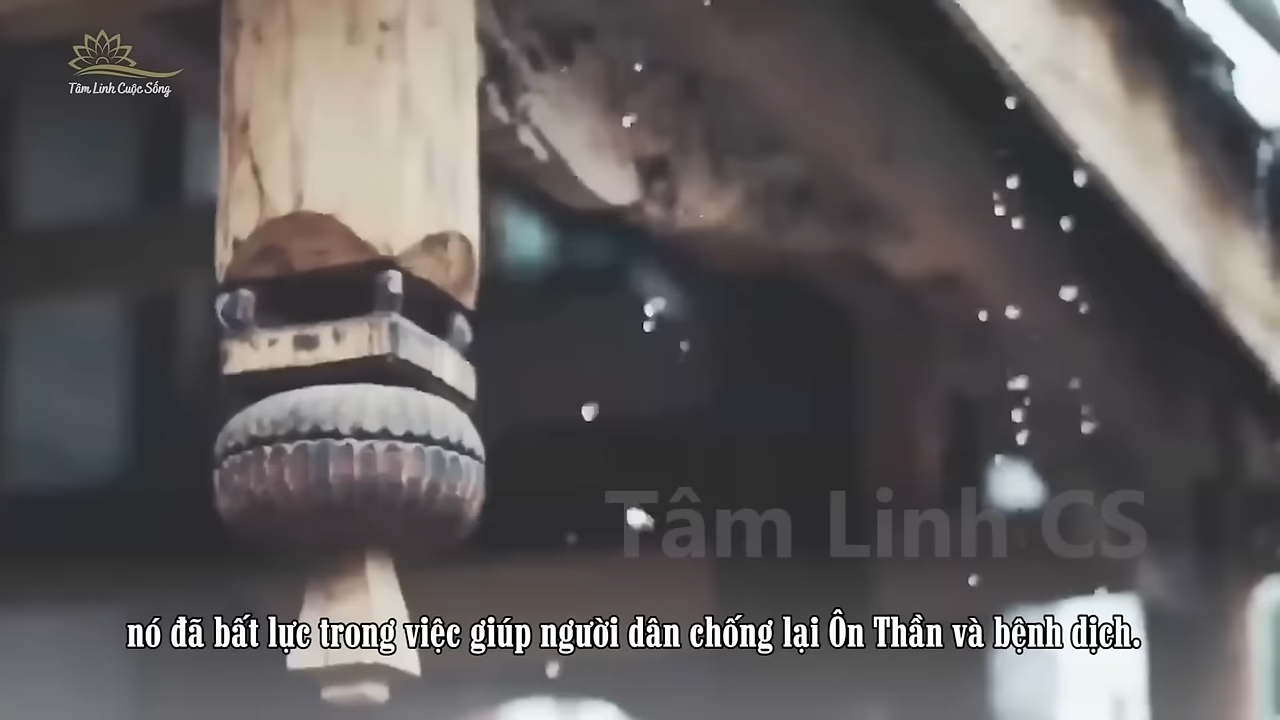 Tâm Linh Cuộc Sống
Tâm Linh CS
nó đã bất lực trong việc giúp người dân chống lại Ôn Thần và bệnh dịch.